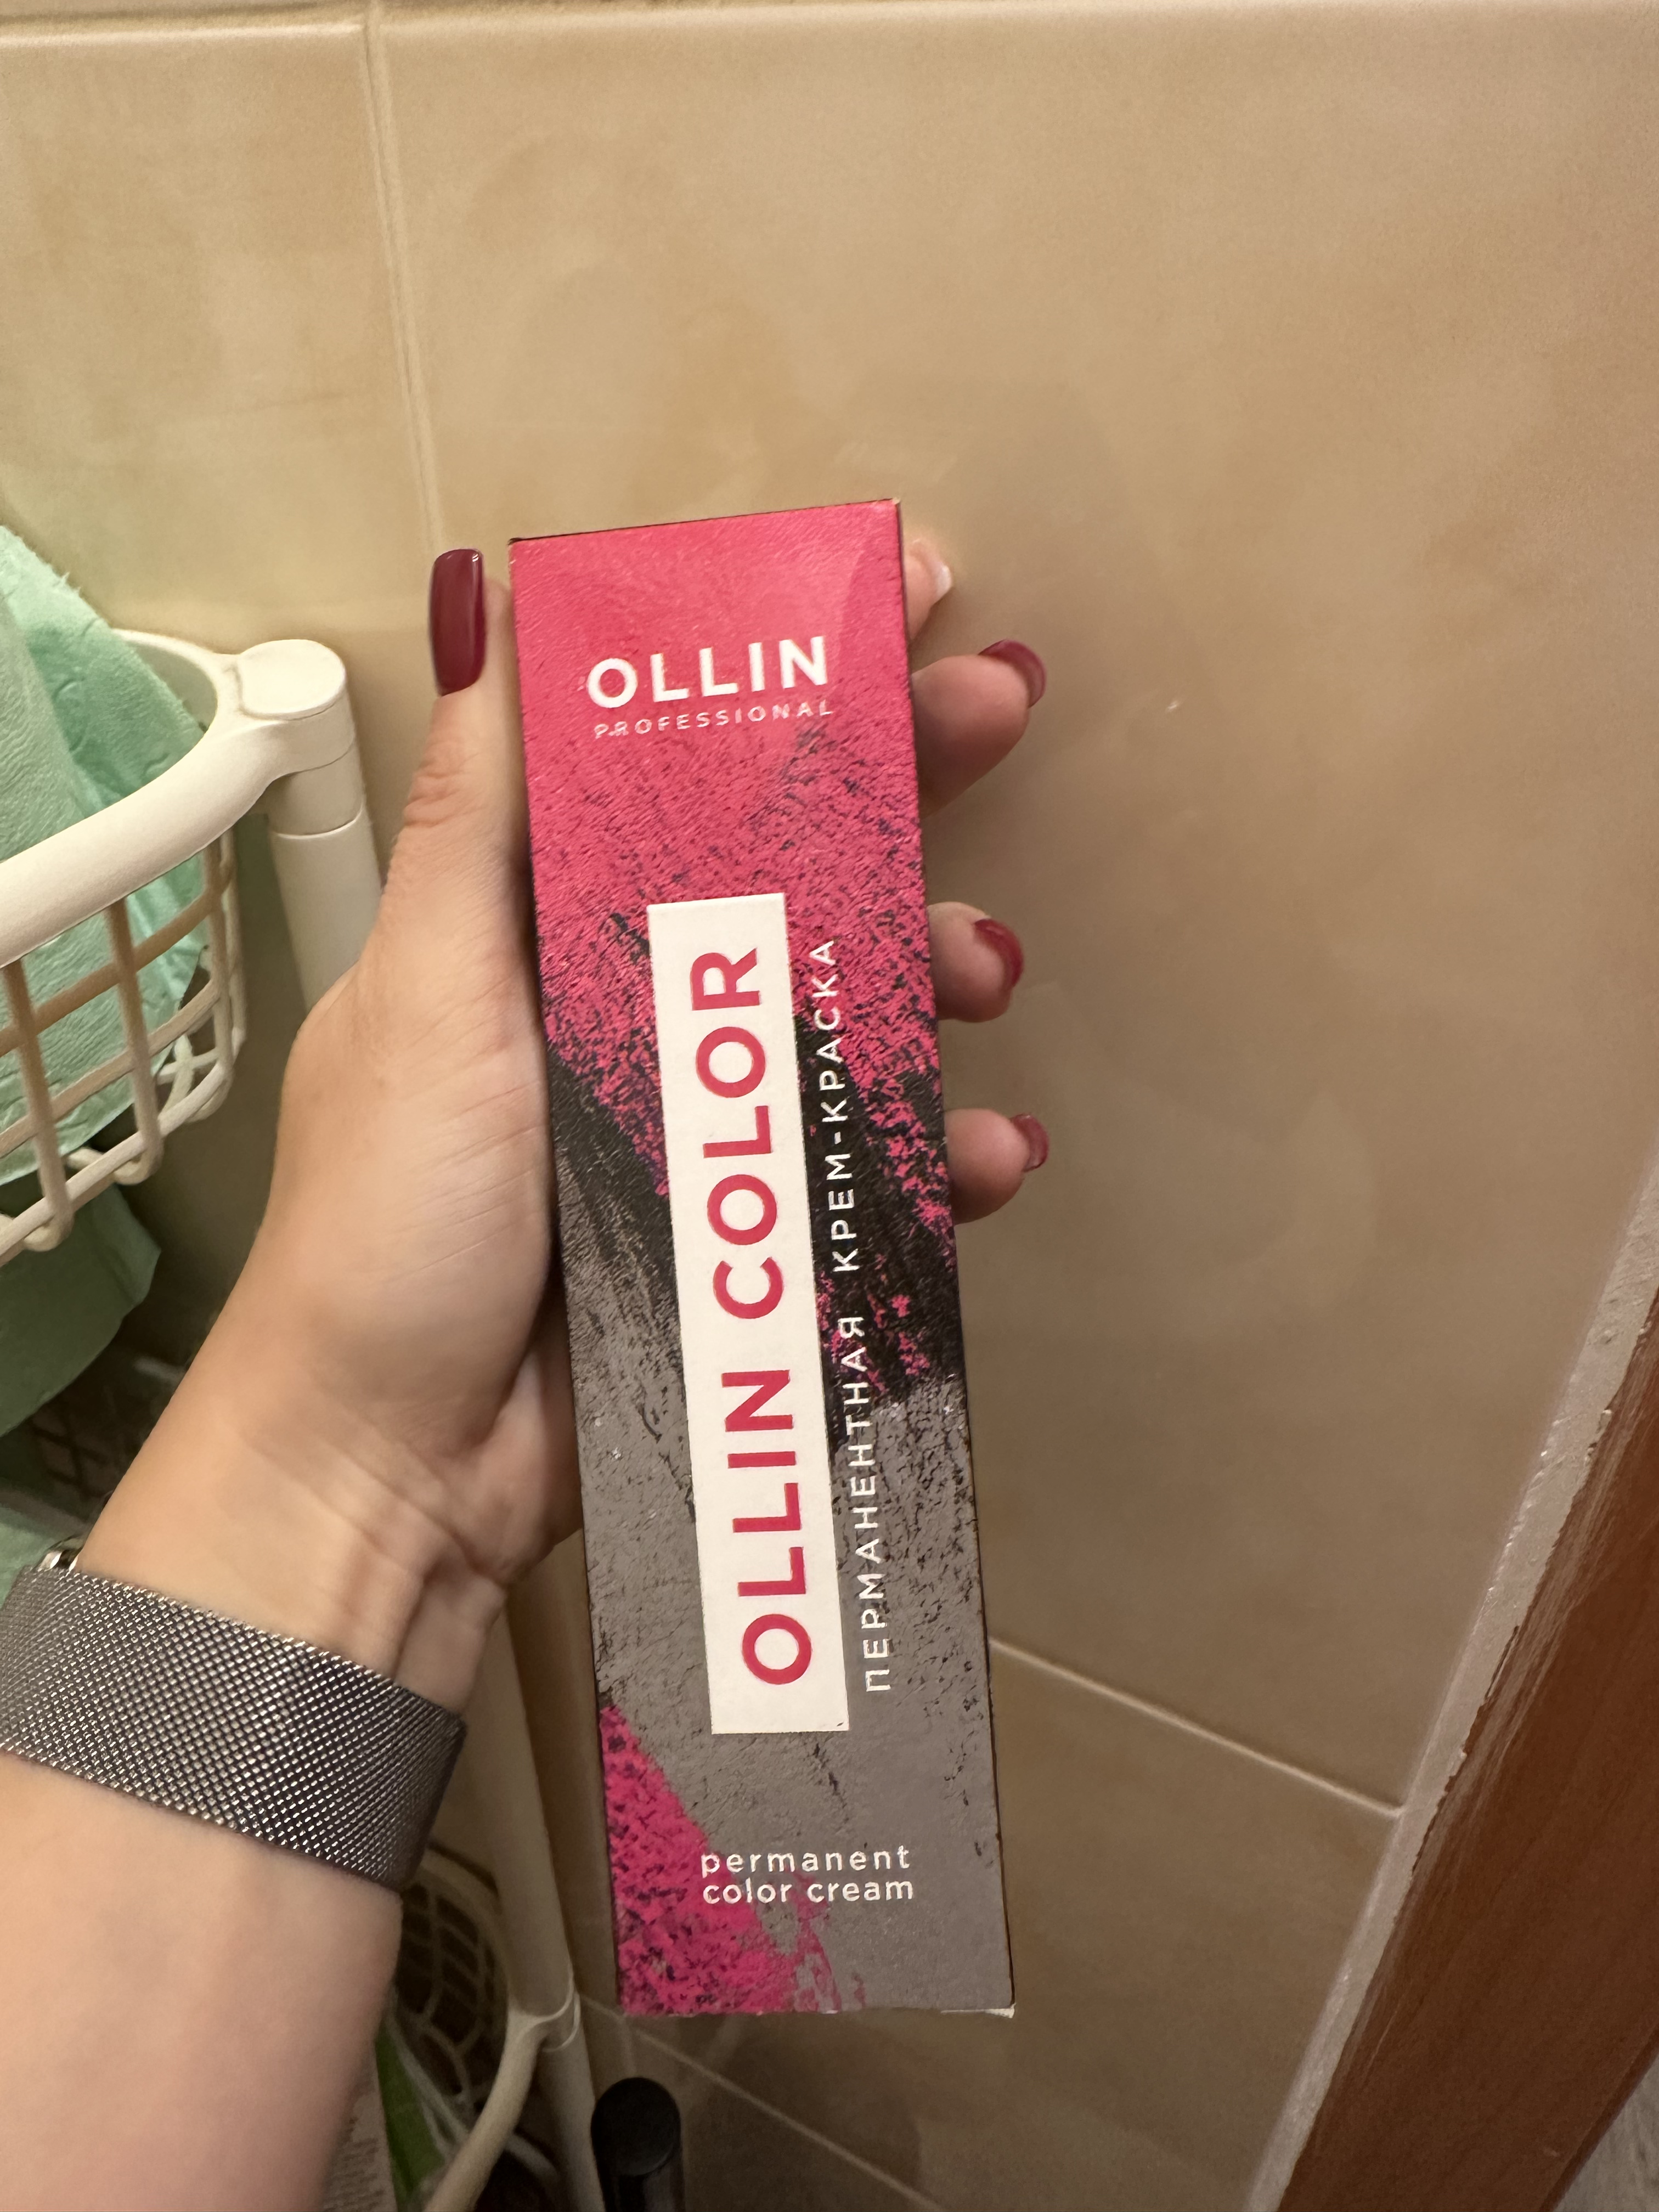 OLLIN
PROFESSIONAL
OLLIN COLOR
ПЕРМАНЕНТНАЯ КРЕМ-КРАСКА
permanent
color cream